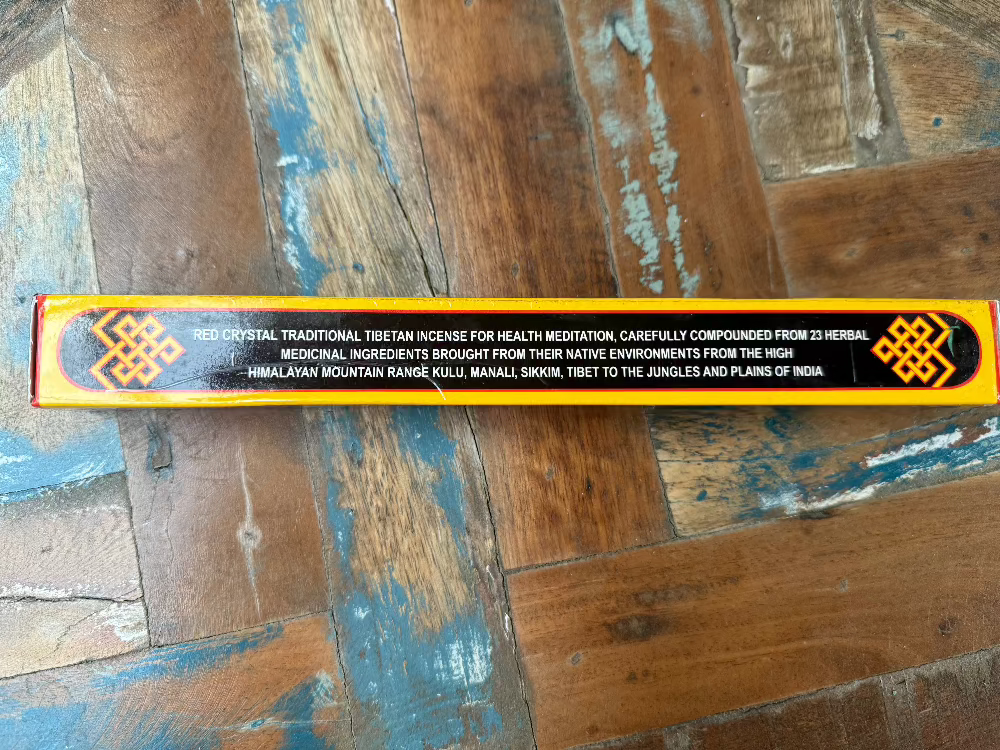 RED CRYSTAL TRADITIONAL TIBETAN INCENSE FOR HEALTH MEDITATION, CAREFULLY COMPOUNDED FROM 23 HERBAL
MEDICINAL INGREDIENTS BROUGHT FROM THEIR NATIVE ENVIRONMENTS FROM THE HIGH
HIMALAYAN MOUNTAIN RANGE KULU, MANALI, SIKKIM, TIBET TO THE JUNGLES AND PLAINS OF INDIA